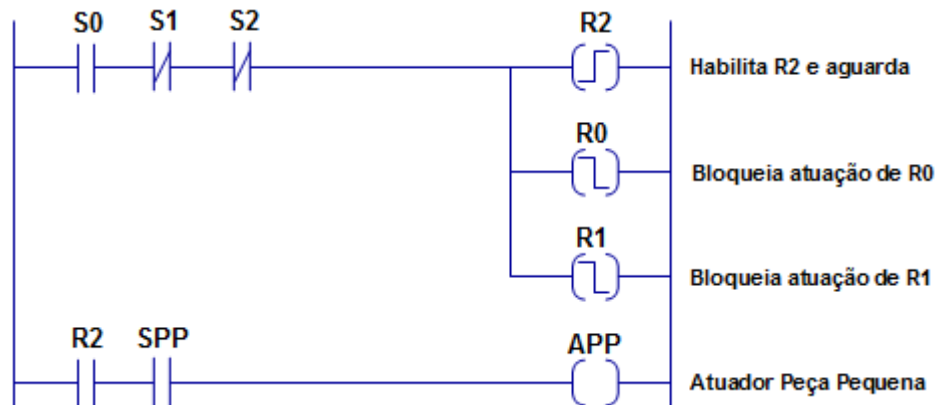 S0 S1 S2 R2
Habilita R2 e aguarda
R0
Bloqueia atuação de R0
R1
Bloqueia atuação de R1
R2 SPP APP
Atuador Peça Pequena